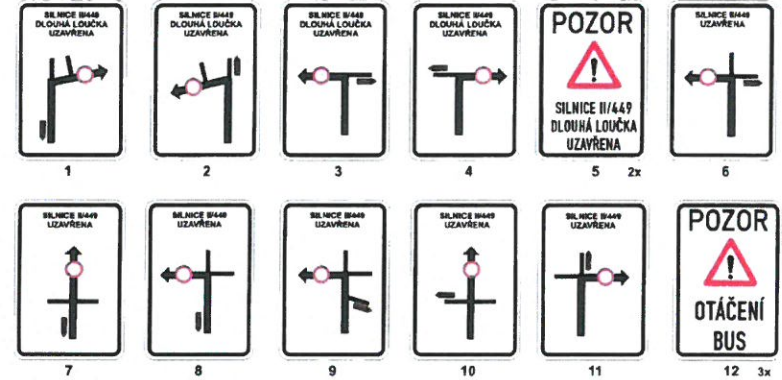 SILNICE II/449
DLOUHÁ LOUČKA
UZAVŘENA
1
SILNICE II/449
DLOUHÁ LOUČKA
UZAVŘENA
2
SILNICE II/449
DLOUHÁ LOUČKA
UZAVŘENA
3
SILNICE II/449
DLOUHÁ LOUČKA
UZAVŘENA
4
POZOR
!
SILNICE II/449
DLOUHÁ LOUČKA
UZAVŘENA
5 2x
SILNICE II/449
UZAVŘENA
6
SILNICE II/449
UZAVŘENA
7
SILNICE II/449
UZAVŘENA
8
SILNICE II/449
UZAVŘENA
9
SILNICE II/449
UZAVŘENA
10
SILNICE II/449
UZAVŘENA
11
POZOR
!
OTÁČENÍ
BUS
12 3x